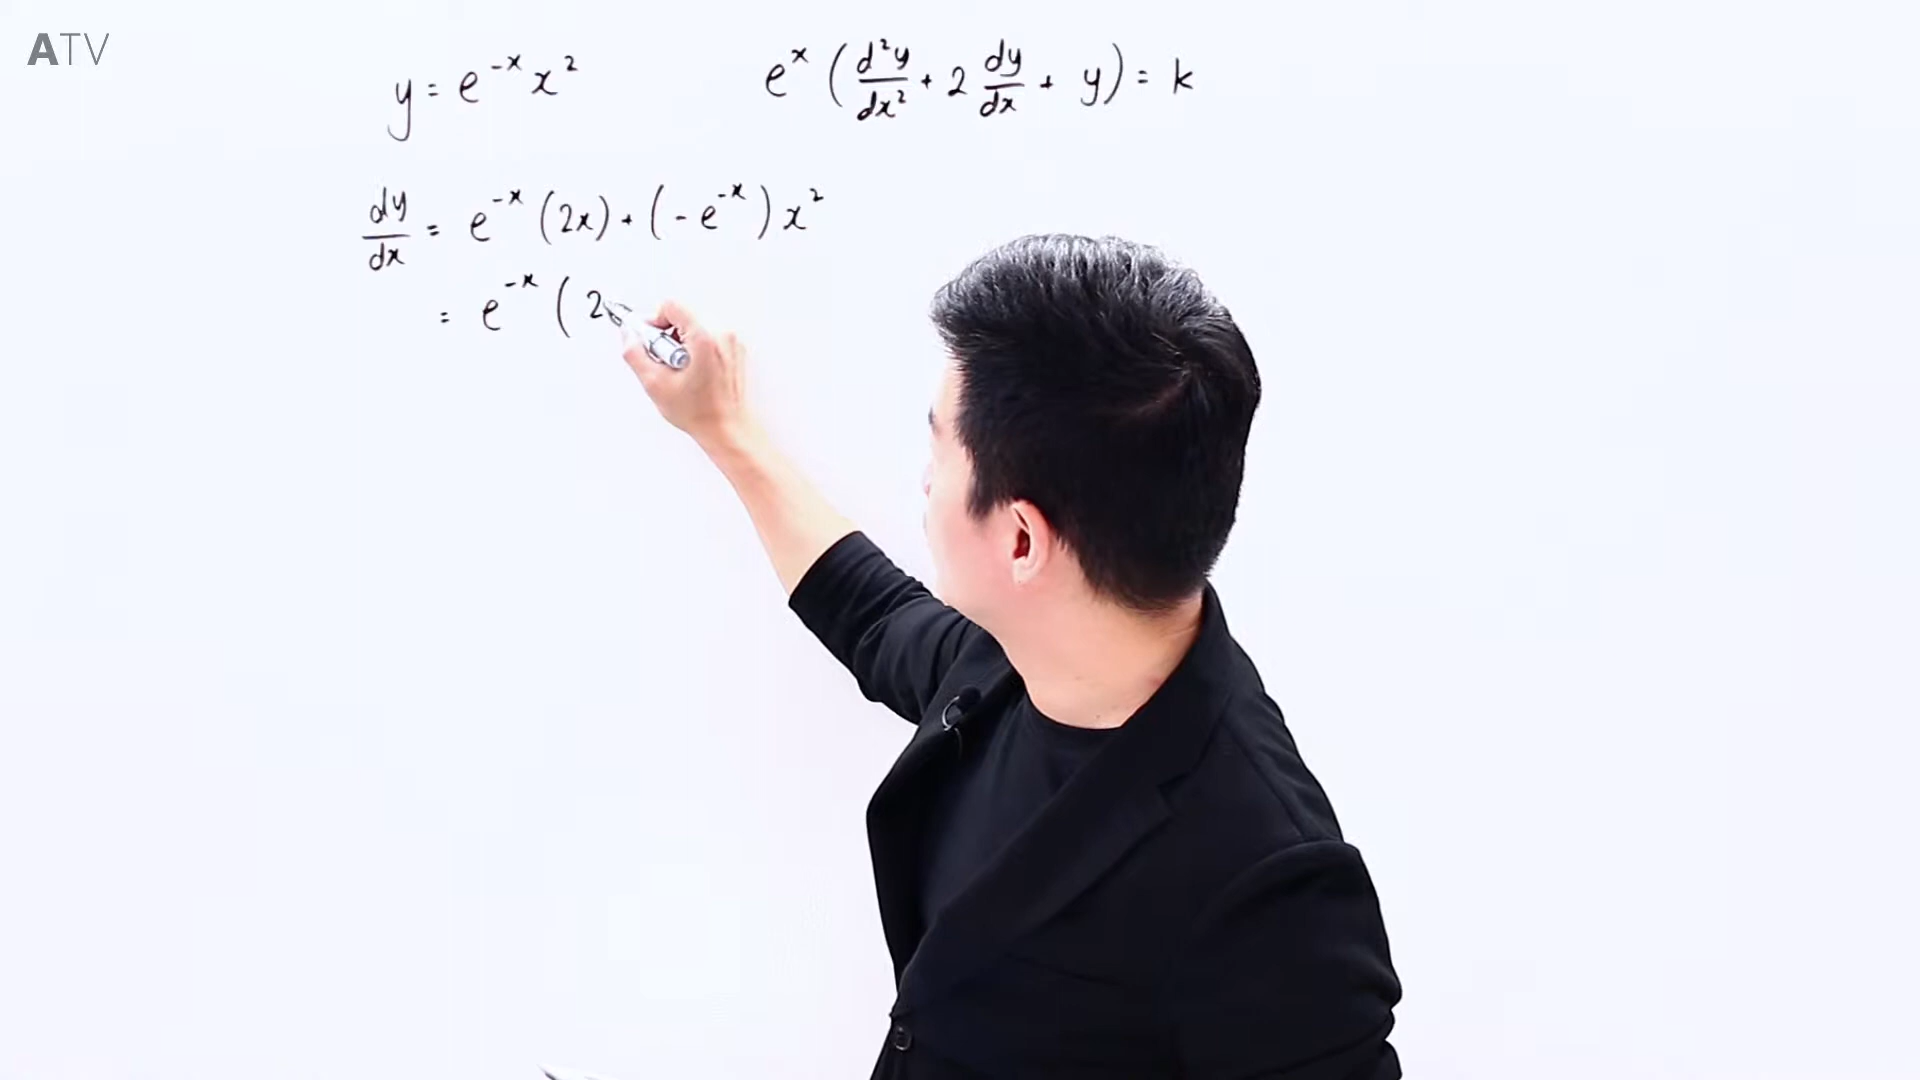 ATV
y = e^{-x} x^2
e^x (d^2y/dx^2 + 2 dy/dx + y) = k
dy/dx = e^{-x} (2x) + (-e^{-x}) x^2
= e^{-x} (2